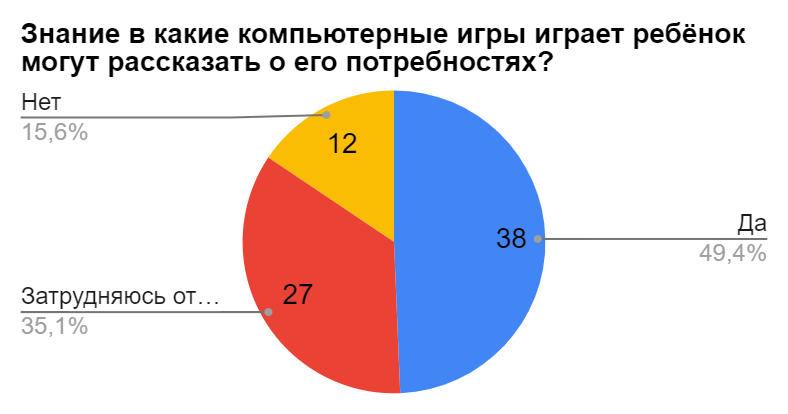 Знание в какие компьютерные игры играет ребёнок
могут рассказать о его потребностях?
Нет
15,6%
12
Да
38
49,4%
Затрудняюсь от…
27
35,1%